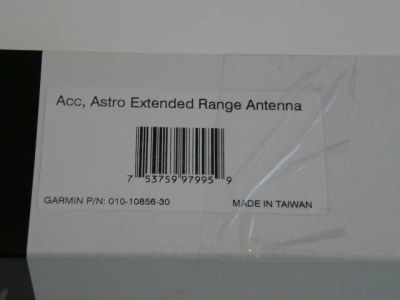 Acc, Astro Extended Range Antenna
7 53759 97995 9
GARMIN P/N: 010-10856-30 MADE IN TAIWAN